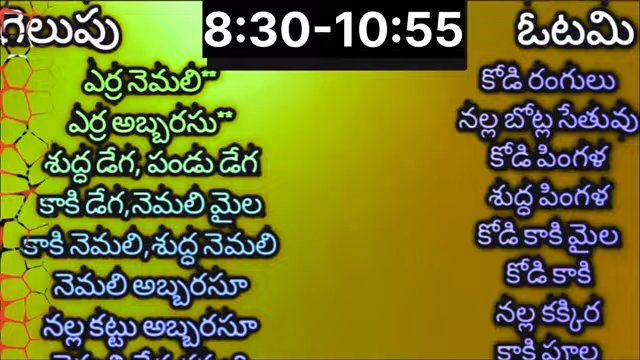 గెలుపు
8:30-10:55
ఓటమి
ఎర్ర నెమలి**
ఎర్ర అబ్బరసు**
శుద్ధ డేగ, పండు డేగ
కాకి డేగ,నెమలి మైల
కాకి నెమలి,శుద్ధ నెమలి
నెమలి అబ్బరసూ
నల్ల కట్టు అబ్బరసూ
కోడి రంగులు
నల్ల బోట్ల సేతువు
కోడి పింగళ
శుద్ధ పింగళ
కోడి కాకి మైల
కోడి కాకి
నల్ల కక్కిర
కాకి పూల